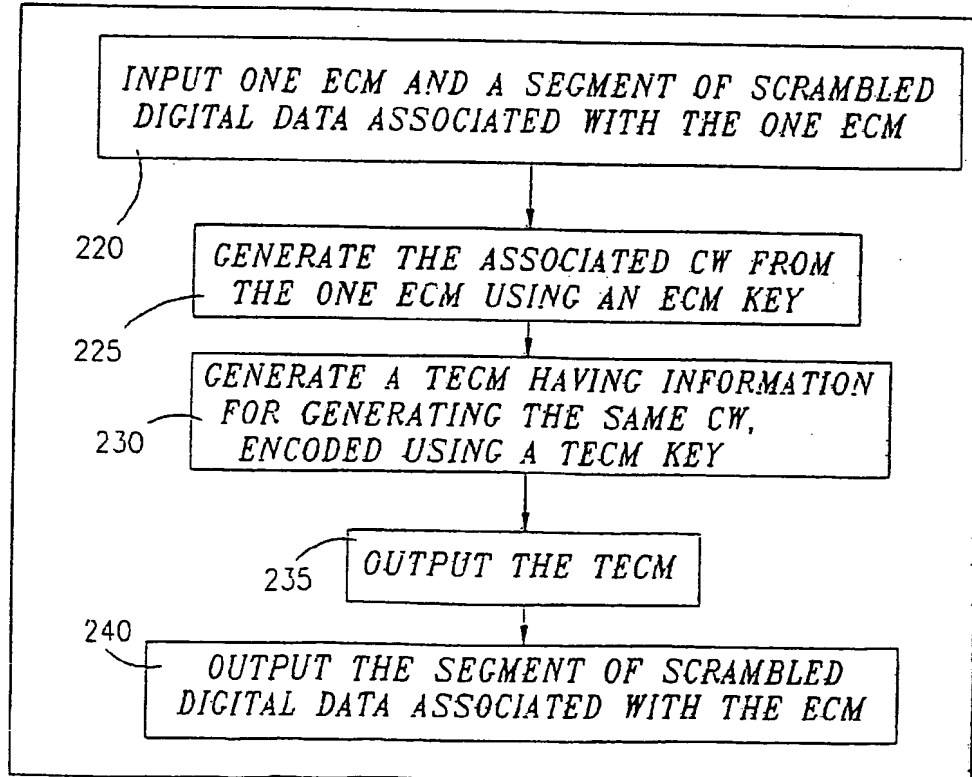 INPUT ONE ECM AND A SEGMENT OF SCRAMBLED
DIGITAL DATA ASSOCIATED WITH THE ONE ECM
220
GENERATE THE ASSOCIATED CW FROM
THE ONE ECM USING AN ECM KEY
225
GENERATE A TECM HAVING INFORMATION
FOR GENERATING THE SAME CW,
ENCODED USING A TECM KEY
230
OUTPUT THE TECM
235
240
OUTPUT THE SEGMENT OF SCRAMBLED
DIGITAL DATA ASSOCIATED WITH THE ECM